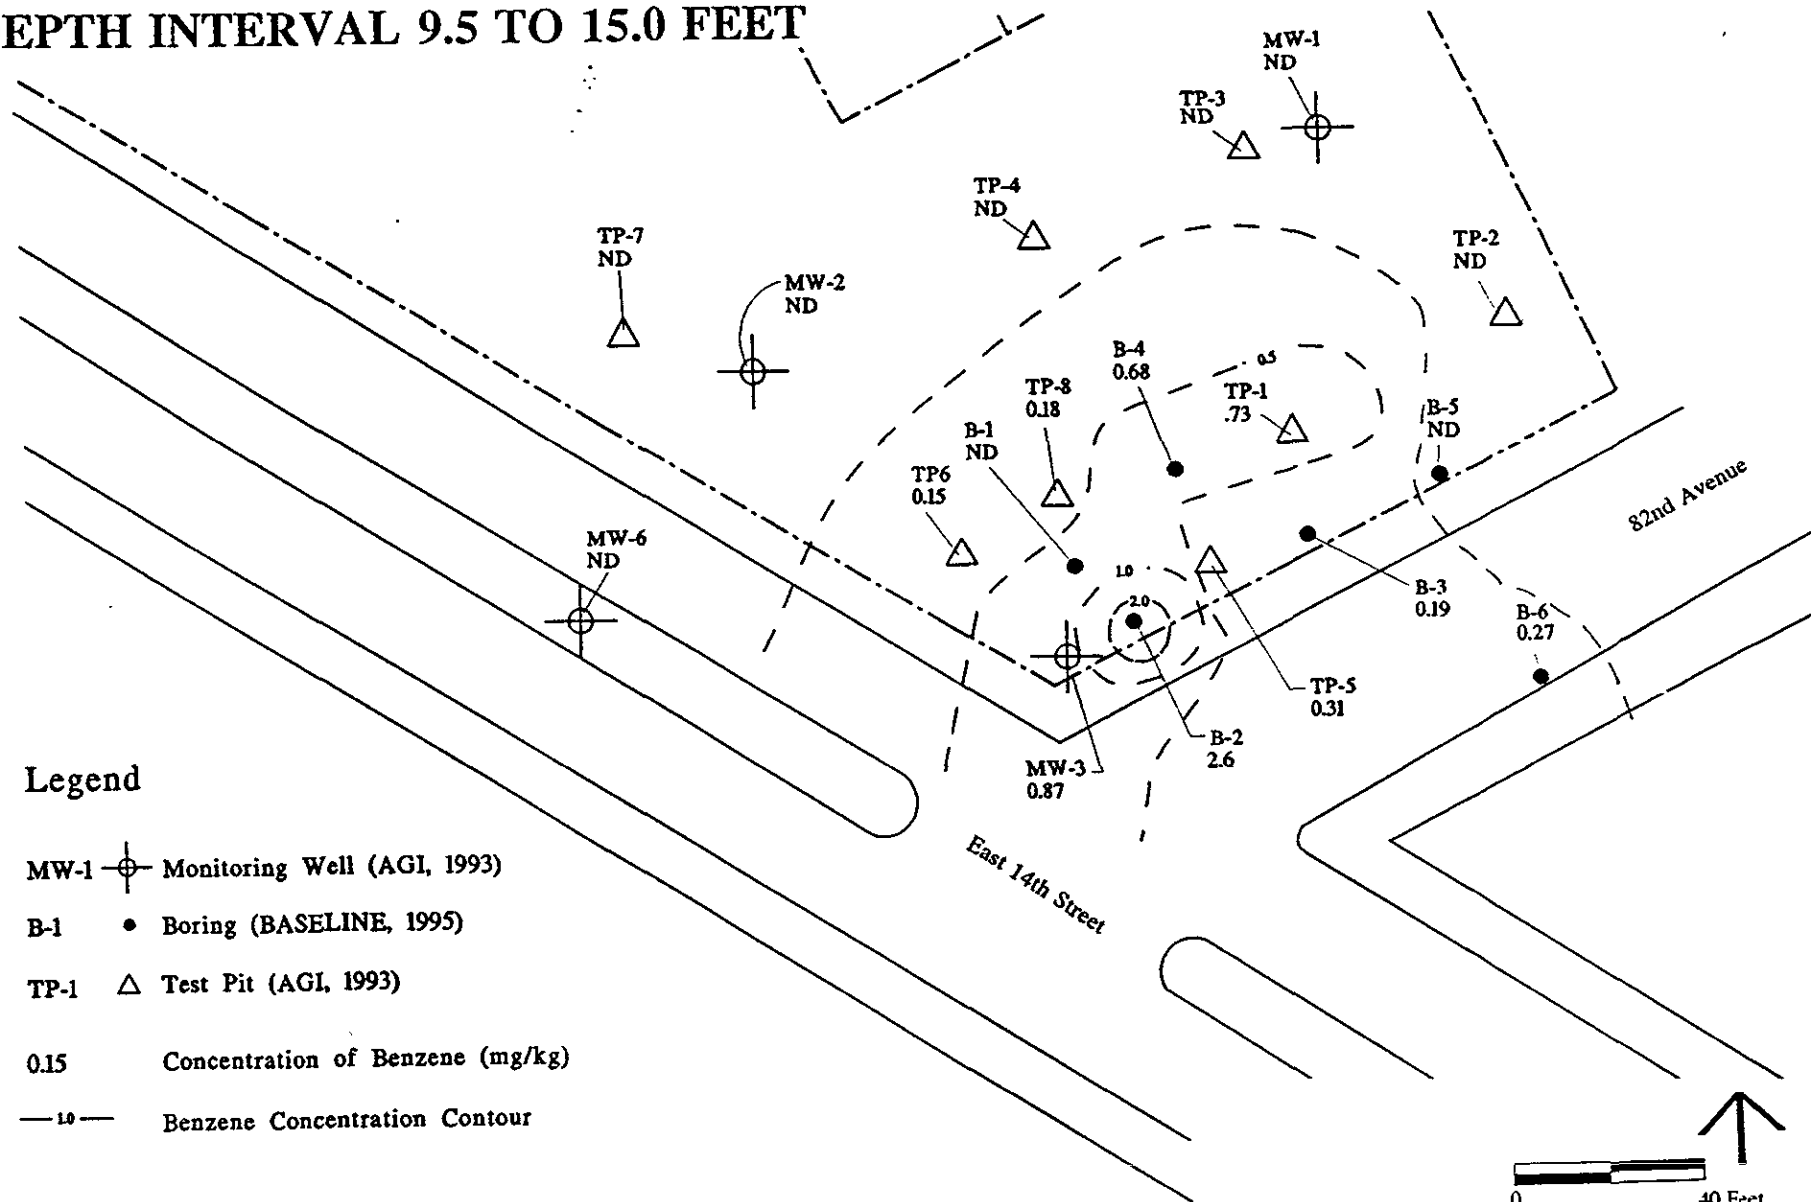 EPTH INTERVAL 9.5 TO 15.0 FEET
MW-1
ND
TP-3
ND
TP-4
ND
TP-7
ND
MW-2
ND
TP-2
ND
B-4
0.68
0.5
TP-8
0.18
TP-1
.73
B-5
ND
B-1
ND
TP6
0.15
82nd Avenue
MW-6
ND
1.0
2.0
B-3
0.19
B-6
0.27
TP-5
0.31
B-2
2.6
MW-3
0.87
East 14th Street
Legend
MW-1 Monitoring Well (AGI, 1993)
B-1 Boring (BASELINE, 1995)
TP-1 Test Pit (AGI, 1993)
0.15 Concentration of Benzene (mg/kg)
1.0 Benzene Concentration Contour
0 40 Feet